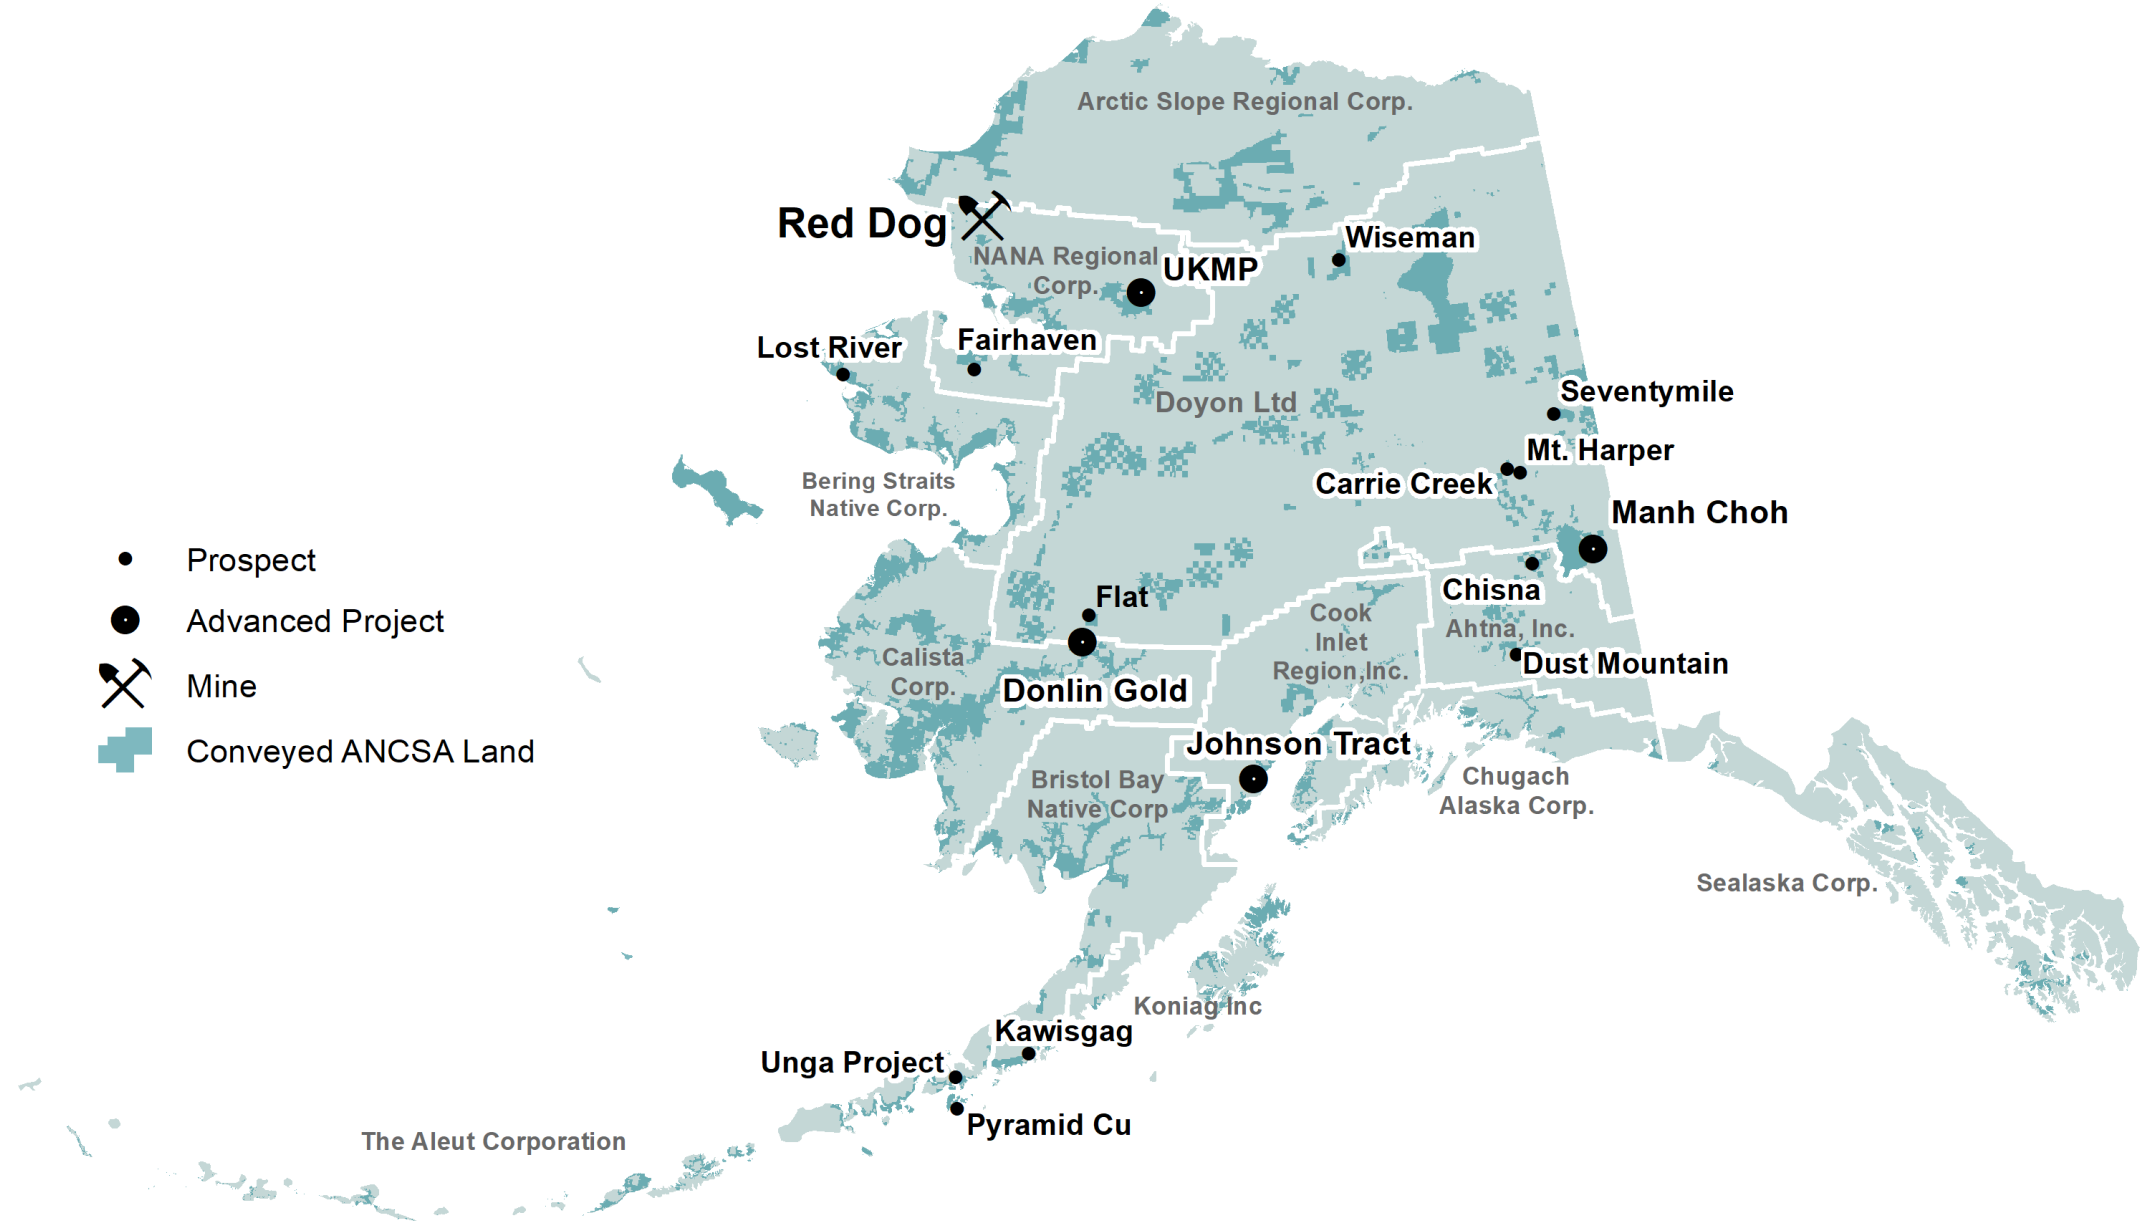 Arctic Slope Regional Corp.
Red Dog
Wiseman
NANA Regional
Corp.
UKMP
Lost River
Fairhaven
Doyon Ltd
Seventymile
Mt. Harper
Carrie Creek
Bering Straits
Native Corp.
Manh Choh
Prospect
Advanced Project
Mine
Conveyed ANCSA Land
Chisna
Flat
Cook
Inlet
Region,Inc.
Ahtna, Inc.
Calista
Corp.
Dust Mountain
Donlin Gold
Johnson Tract
Bristol Bay
Native Corp
Chugach
Alaska Corp.
Sealaska Corp.
Koniag Inc
Kawisgag
Unga Project
Pyramid Cu
The Aleut Corporation